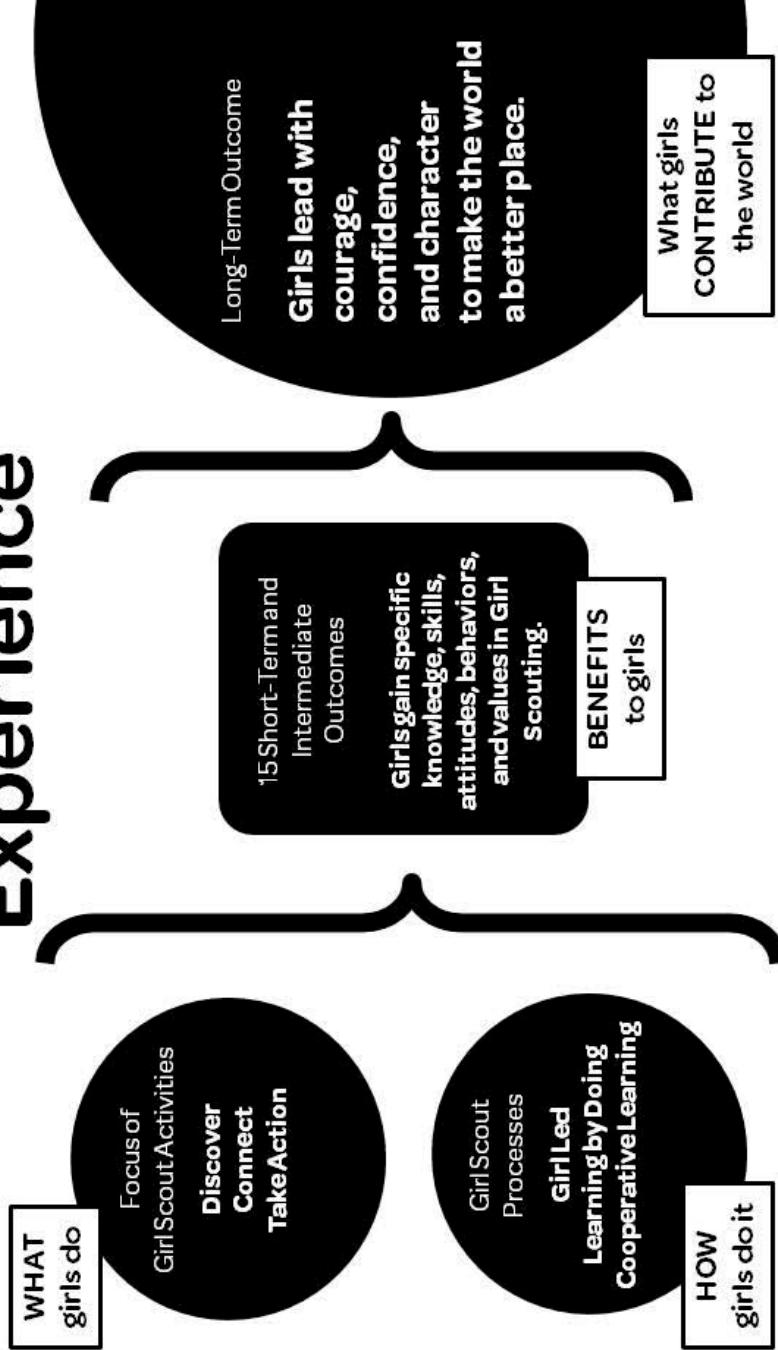 Experience
WHAT
girls do
Focus of
Girl Scout Activities
Discover
Connect
Take Action
Girl Scout
Processes
Girl Led
Learning by Doing
Cooperative Learning
HOW
girls do it
15 Short-Term and
Intermediate
Outcomes
Girls gain specific
knowledge, skills,
attitudes, behaviors,
and values in Girl
Scouting.
BENEFITS
to girls
Long-Term Outcome
Girls lead with
courage,
confidence,
and character
to make the world
a better place.
What girls
CONTRIBUTE to
the world